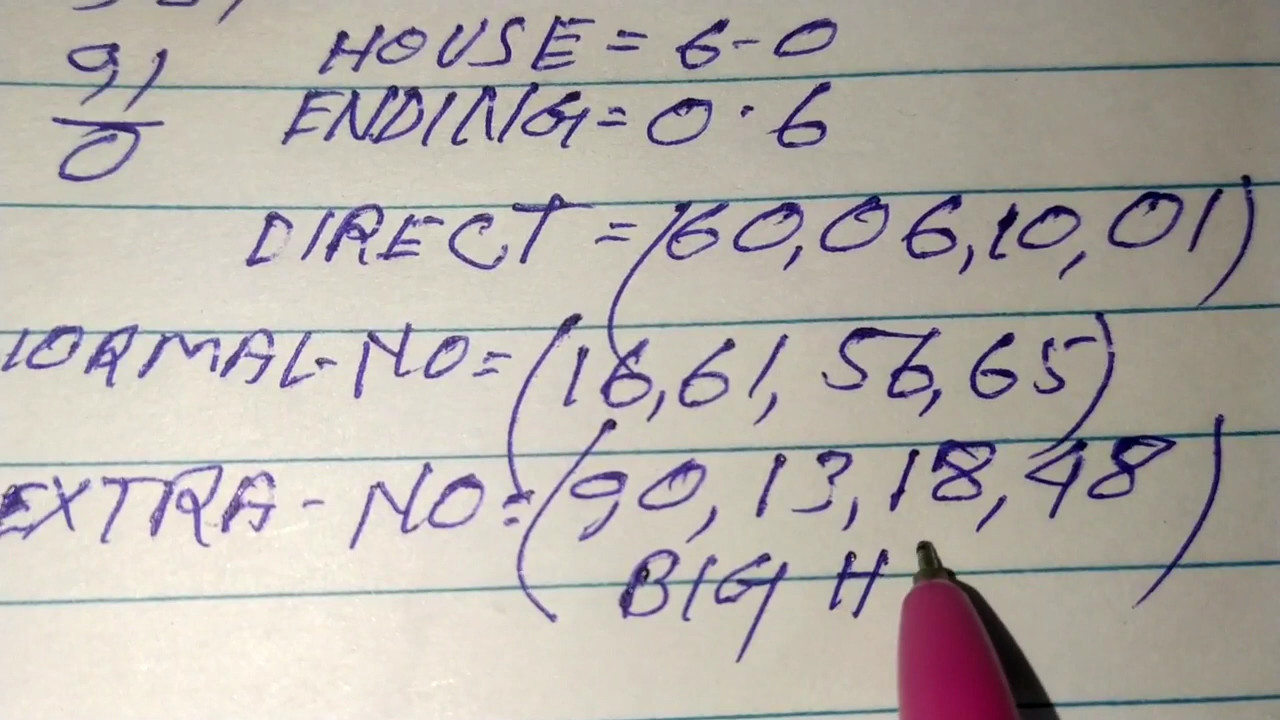 91 HOUSE = 6-0
0 ENDING = 0.6
DIRECT = (60, 06, 10, 01)
NORMAL-NO = (16, 61, 56, 65)
EXTRA-NO = (90, 13, 18, 48)
BIG H